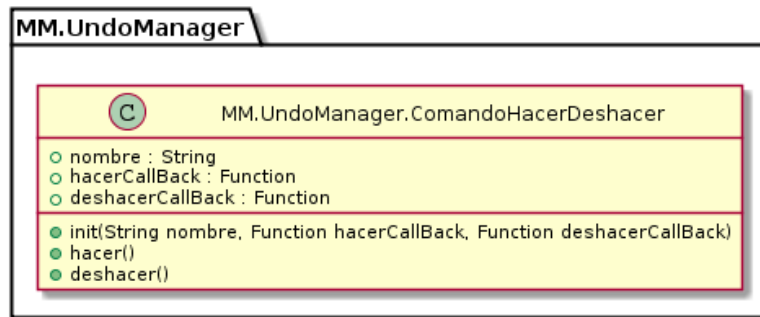 MM.UndoManager
C MM.UndoManager.ComandoHacerDeshacer
nombre : String
hacerCallBack : Function
deshacerCallBack : Function
init(String nombre, Function hacerCallBack, Function deshacerCallBack)
hacer()
deshacer()